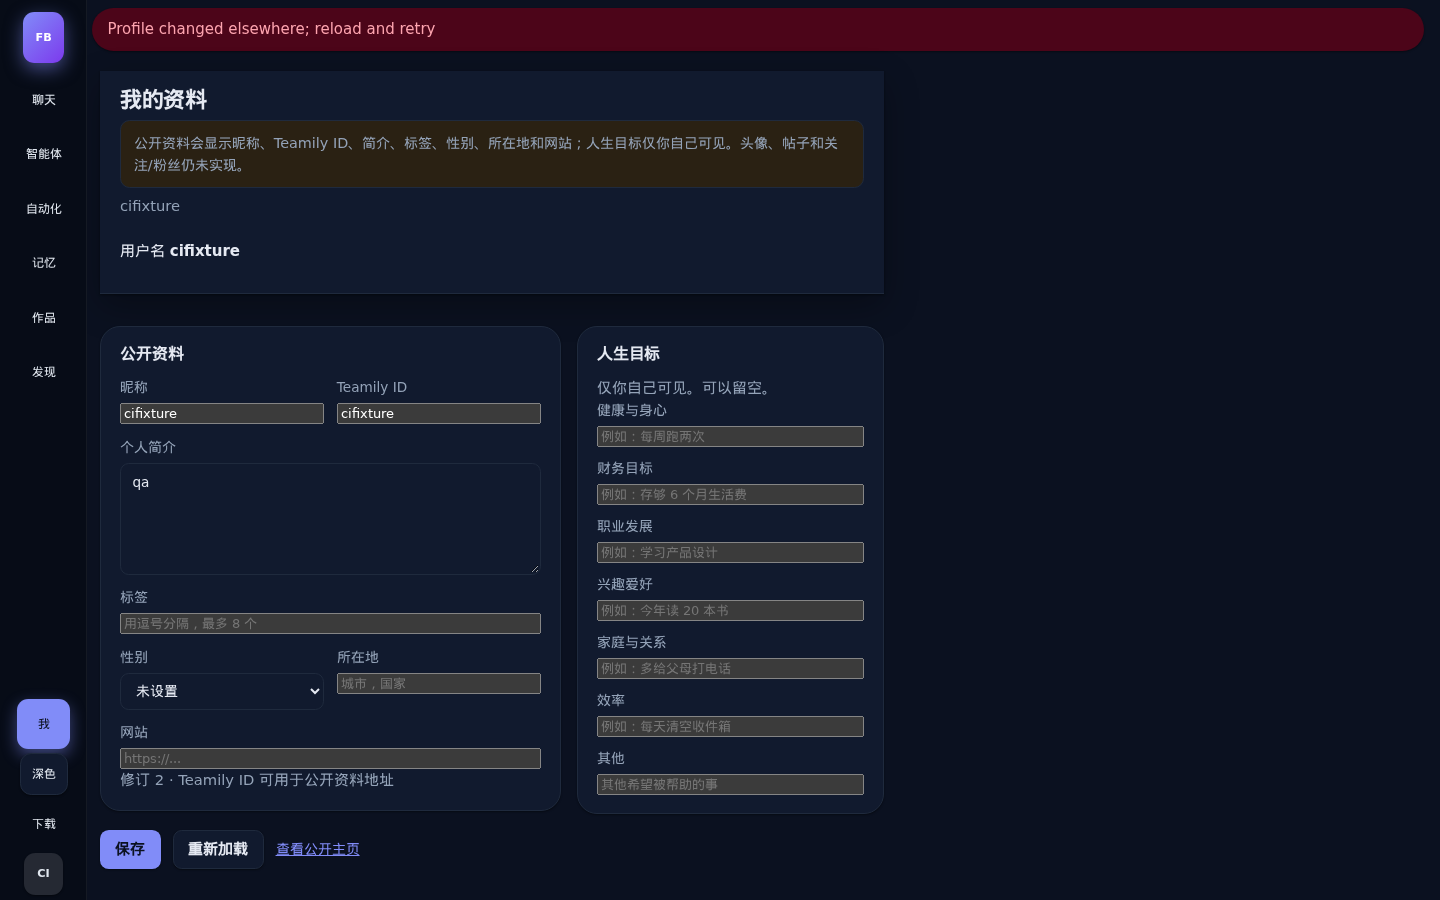 FB
聊天
智能体
自动化
记忆
作品
发现
我
深色
下载
CI
Profile changed elsewhere; reload and retry
我的资料
公开资料会显示昵称、Teamily ID、简介、标签、性别、所在地和网站；人生目标仅你自己可见。头像、帖子和关
注/粉丝仍未实现。
cifixture
用户名 cifixture
公开资料
昵称
Teamily ID
cifixture
cifixture
个人简介
qa
标签
用逗号分隔，最多 8 个
性别
所在地
未设置
城市，国家
网站
https://...
修订 2 · Teamily ID 可用于公开资料地址
人生目标
仅你自己可见。可以留空。
健康与身心
例如：每周跑两次
财务目标
例如：存够 6 个月生活费
职业发展
例如：学习产品设计
兴趣爱好
例如：今年读 20 本书
家庭与关系
例如：多给父母打电话
效率
例如：每天清空收件箱
其他
其他希望被帮助的事
保存
重新加载
查看公开主页